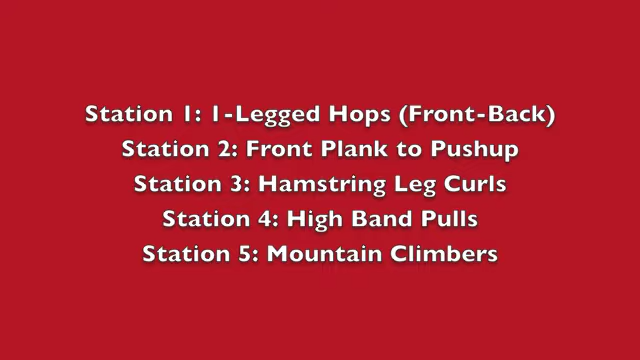 Station 1: 1-Legged Hops (Front-Back)
Station 2: Front Plank to Pushup
Station 3: Hamstring Leg Curls
Station 4: High Band Pulls
Station 5: Mountain Climbers